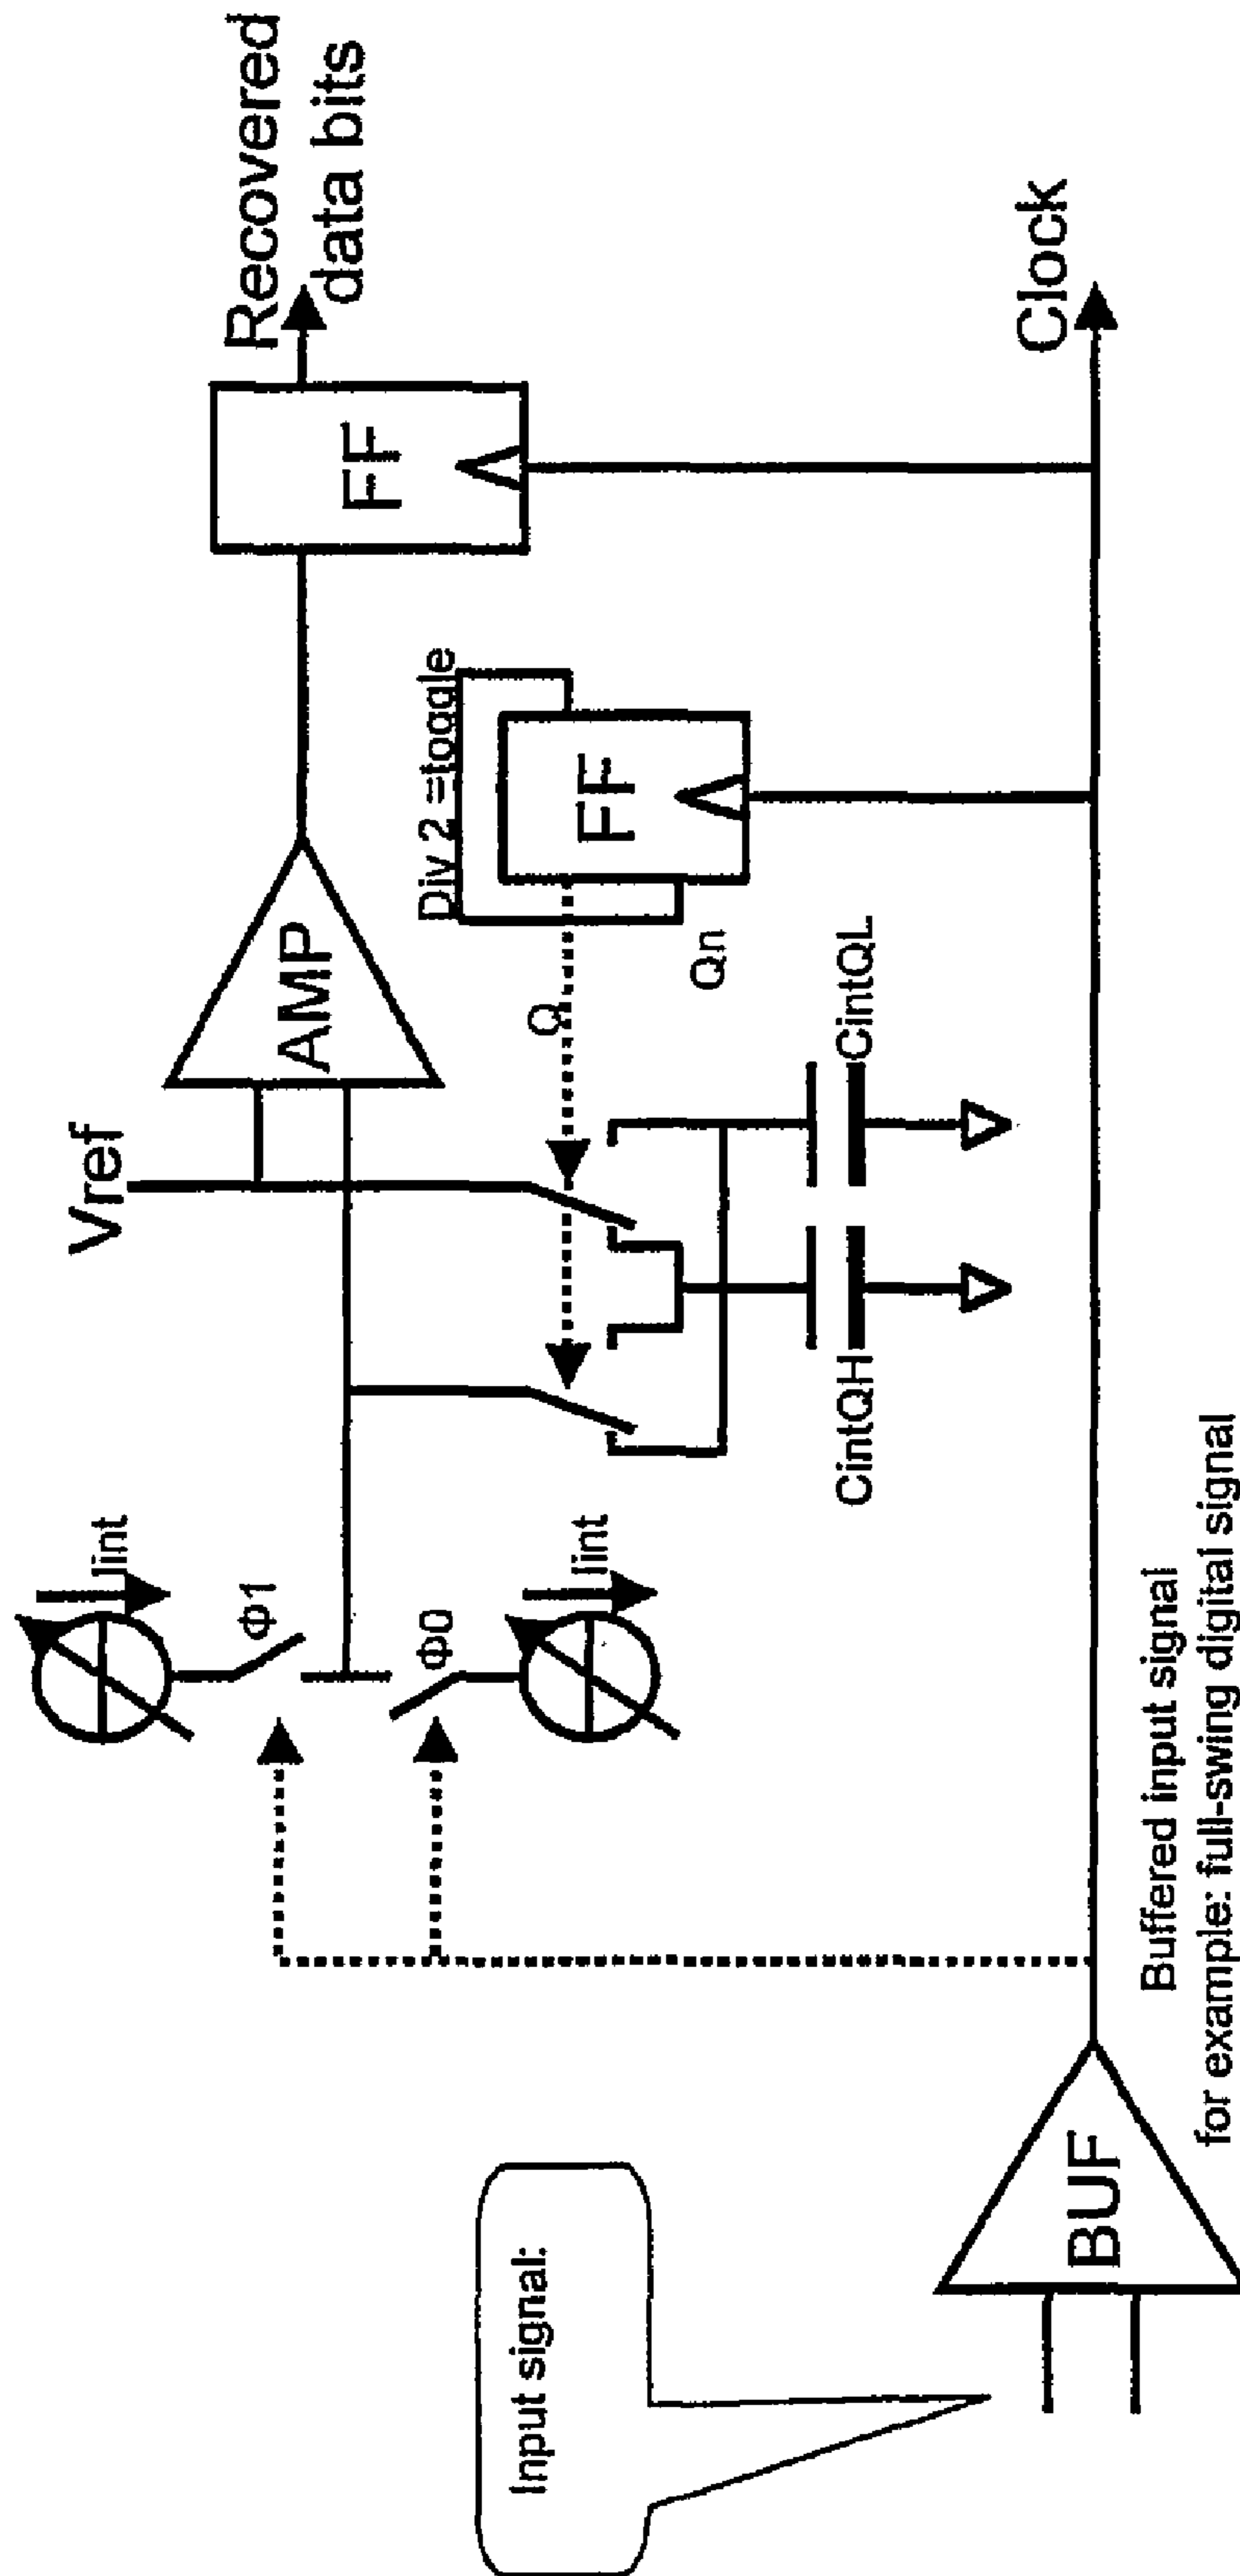 Recovered
data bits
Vref
AMP
FF
Iint
Φ1
Φ0
Iint
Div 2 =toggle
Q
FF
Qn
CintQH
CintQL
Clock
Input signal:
BUF
Buffered input signal
for example: full-swing digital signal